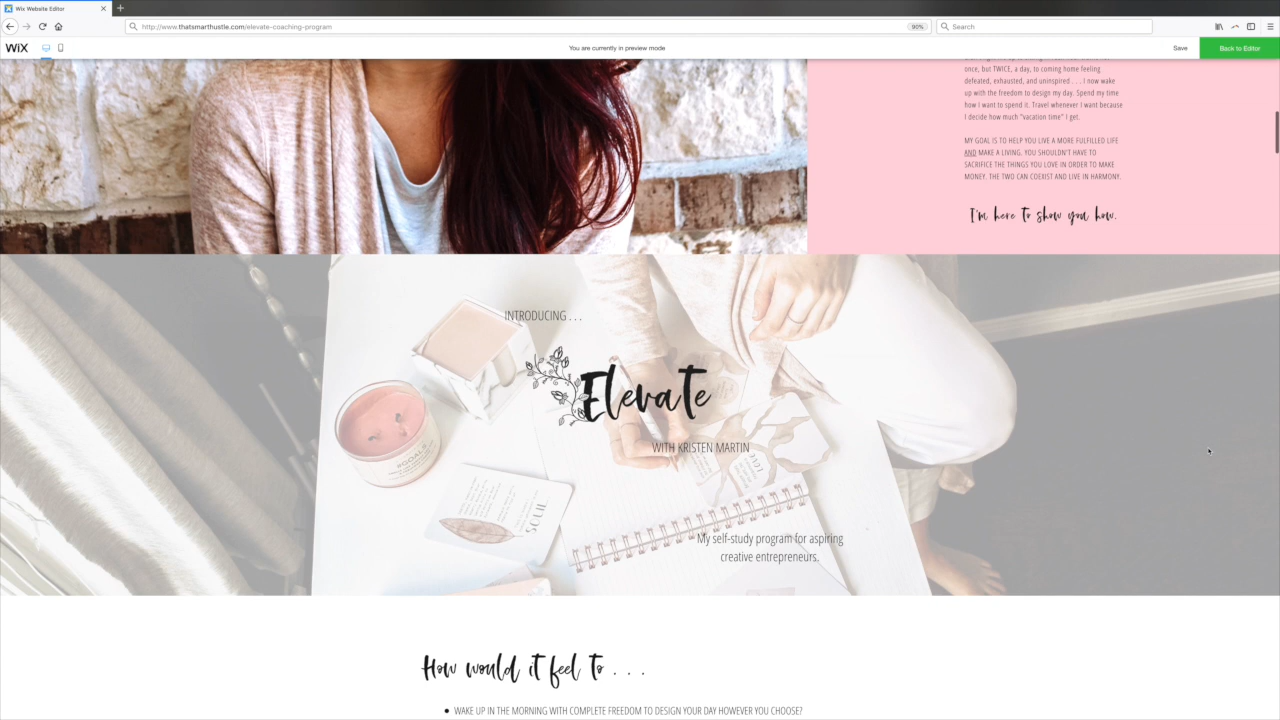 Wix Website Editor
http://www.thatsmarthustle.com/elevate-coaching-program
90%
Search
WiX
You are currently in preview mode
Save
Back to Editor
once, but TWICE, a day, to coming home feeling
defeated, exhausted, and uninspired . . . I now wake
up with the freedom to design my day. Spend my time
how I want to spend it. Travel whenever I want because
I decide how much "vacation time" I get.
MY GOAL IS TO HELP YOU LIVE A MORE FULFILLED LIFE
AND MAKE A LIVING. YOU SHOULDN'T HAVE TO
SACRIFICE THE THINGS YOU LOVE IN ORDER TO MAKE
MONEY. THE TWO CAN COEXIST AND LIVE IN HARMONY.
I'm here to show you how.
INTRODUCING . . .
Elevate
WITH KRISTEN MARTIN
#GOALS
SOUL
My self-study program for aspiring
creative entrepreneurs.
How would it feel to . . .
• WAKE UP IN THE MORNING WITH COMPLETE FREEDOM TO DESIGN YOUR DAY HOWEVER YOU CHOOSE?